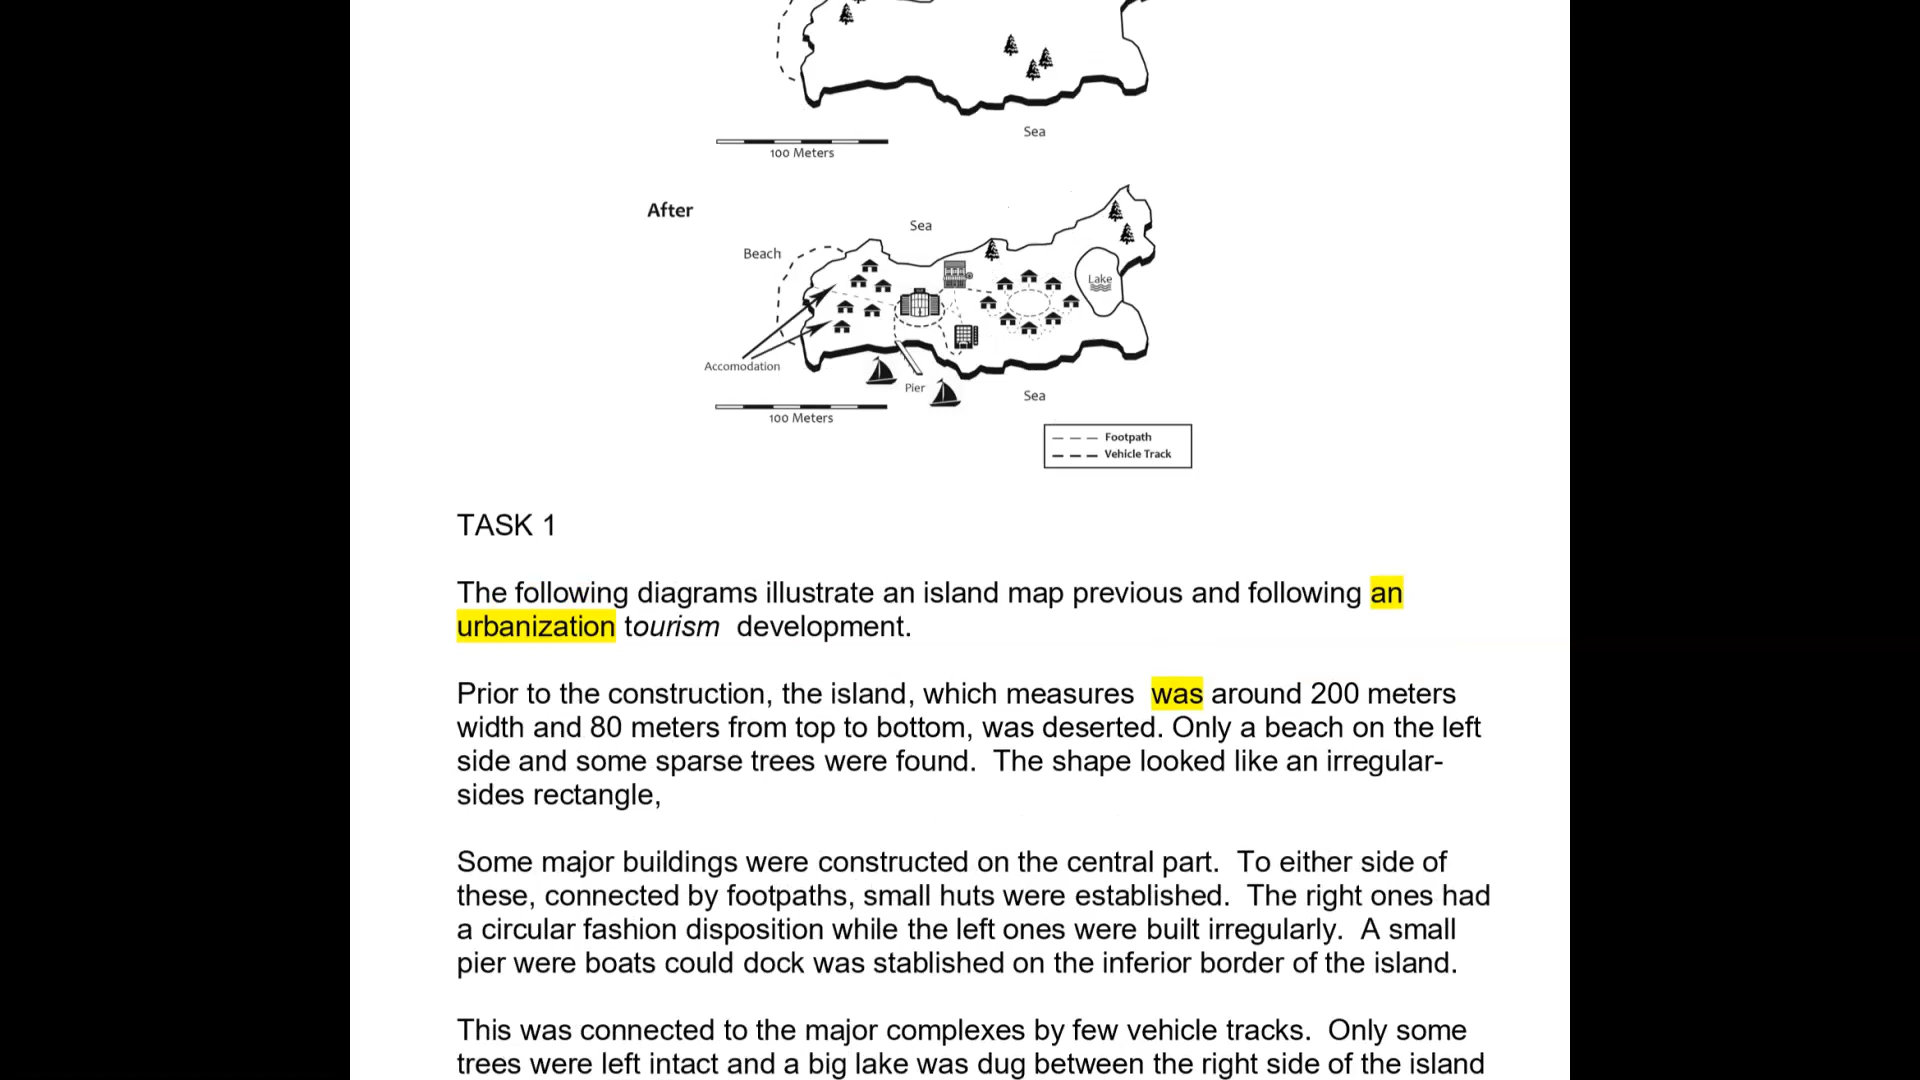 Sea
100 Meters
After
Sea
Beach
Lake
Accomodation
Pier
Sea
100 Meters
Footpath
Vehicle Track
TASK 1
The following diagrams illustrate an island map previous and following an
urbanization tourism development.
Prior to the construction, the island, which measures was around 200 meters
width and 80 meters from top to bottom, was deserted. Only a beach on the left
side and some sparse trees were found. The shape looked like an irregular-
sides rectangle,
Some major buildings were constructed on the central part. To either side of
these, connected by footpaths, small huts were established. The right ones had
a circular fashion disposition while the left ones were built irregularly. A small
pier were boats could dock was stablished on the inferior border of the island.
This was connected to the major complexes by few vehicle tracks. Only some
trees were left intact and a big lake was dug between the right side of the island